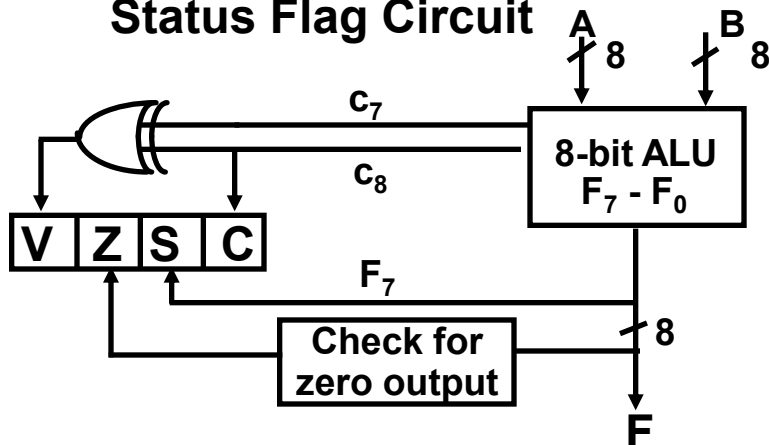 Status Flag Circuit
A
8
B
8
c7
c8
8-bit ALU
F7 - F0
V Z S C
F7
8
Check for
zero output
F